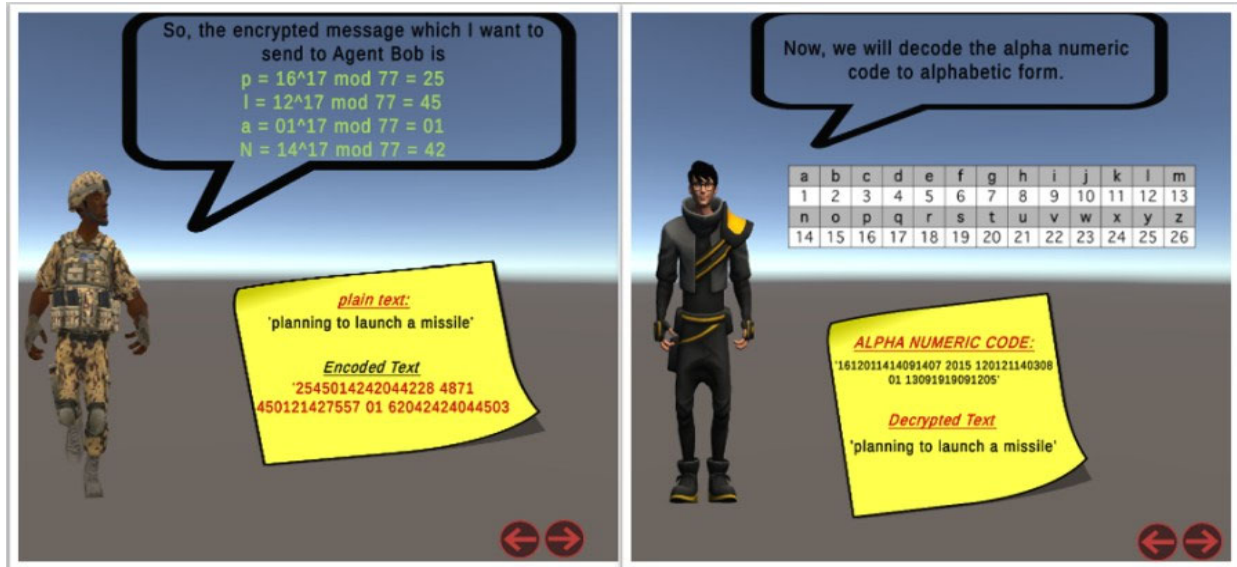 So, the encrypted message which I want to
send to Agent Bob is
p = 16^17 mod 77 = 25
l = 12^17 mod 77 = 45
a = 01^17 mod 77 = 01
N = 14^17 mod 77 = 42
plain text:
'planning to launch a missile'
Encoded Text
'2545014242044228 4871
450121427557 01 62042424044503
Now, we will decode the alpha numeric
code to alphabetic form.
a b c d e f g h i j k l m
1 2 3 4 5 6 7 8 9 10 11 12 13
n o p q r s t u v w x y z
14 15 16 17 18 19 20 21 22 23 24 25 26
ALPHA NUMERIC CODE:
'1612011414091407 2015 120121140308
01 13091919091205'
Decrypted Text
'planning to launch a missile'